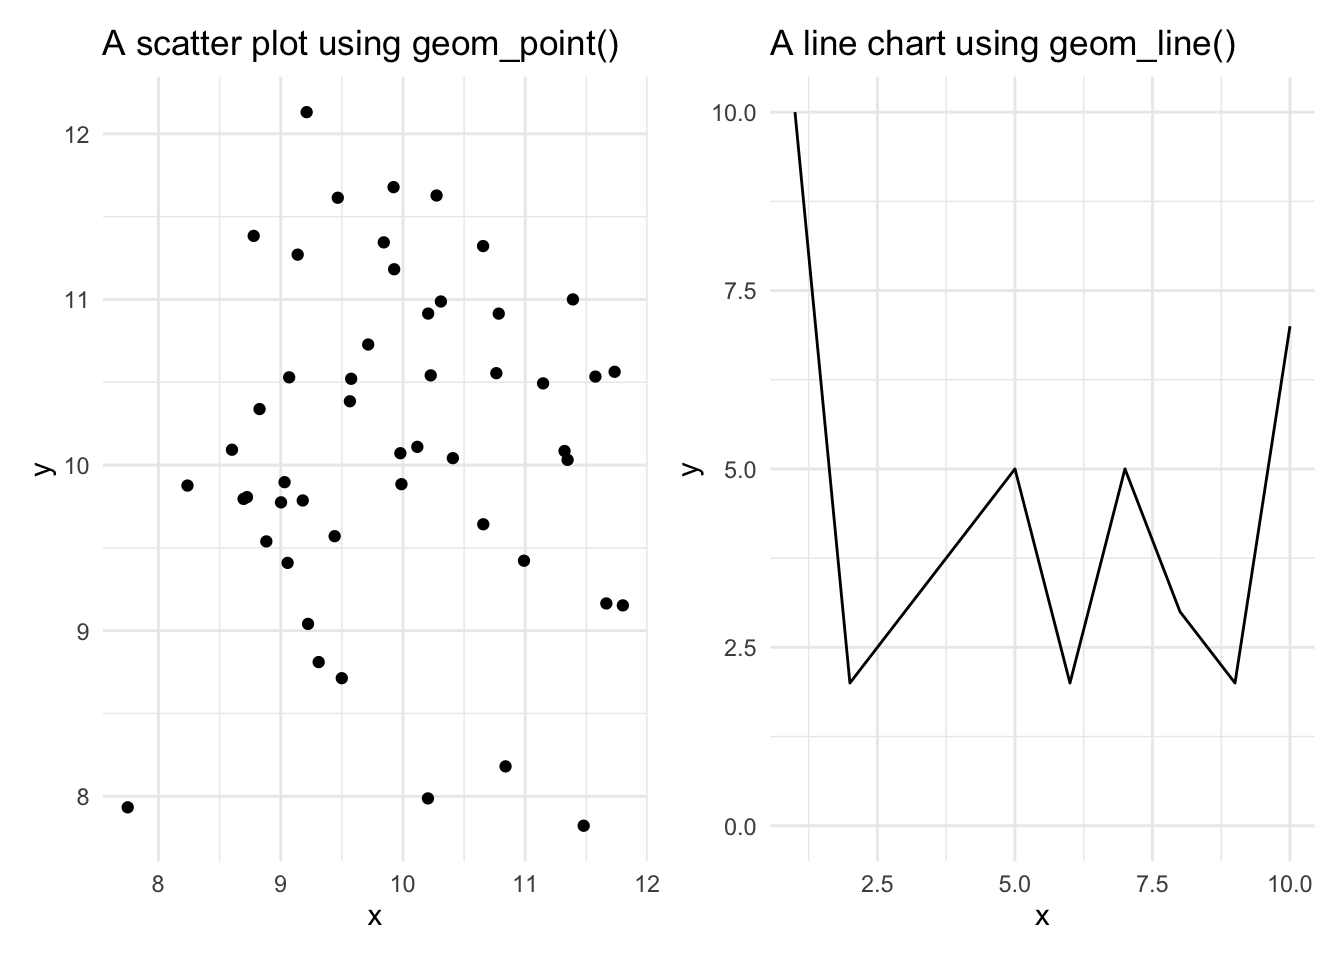 A scatter plot using geom_point()
12
11
10
9
8
y
8 9 10 11 12
x
A line chart using geom_line()
10.0
7.5
5.0
2.5
0.0
y
2.5 5.0 7.5 10.0
x